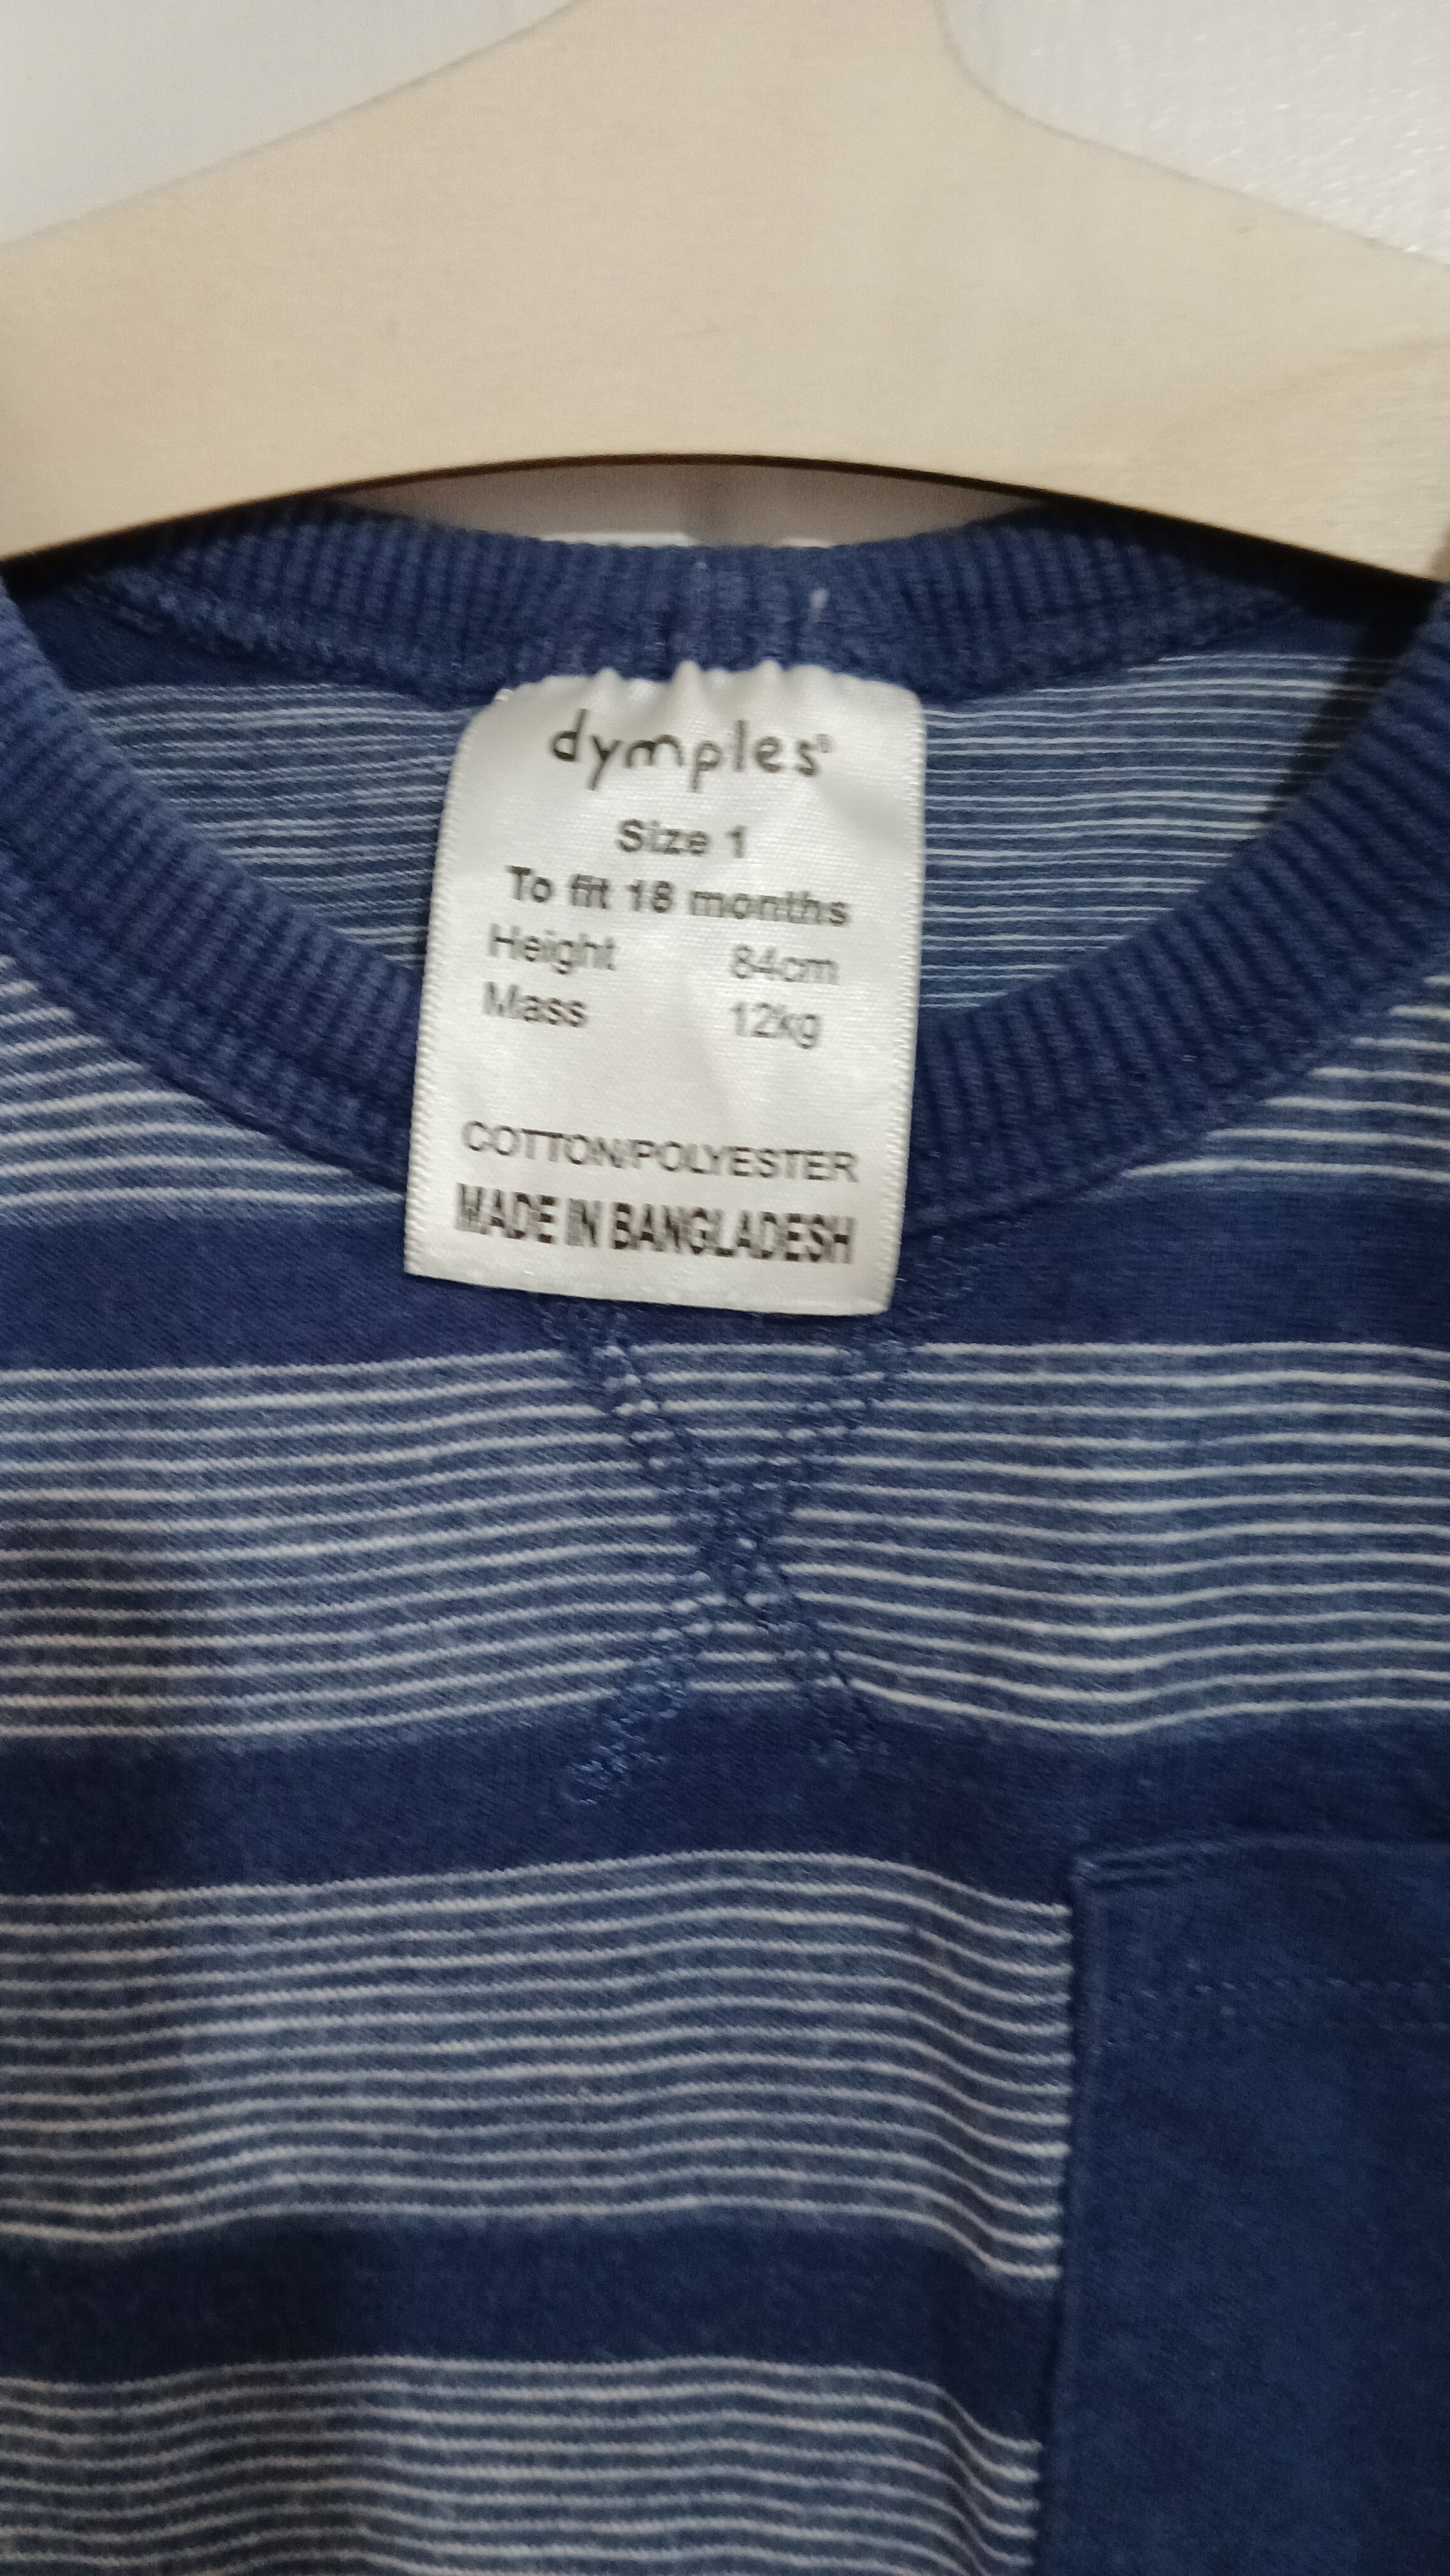 dymples®
Size 1
To fit 18 months
Height 84cm
Mass 12kg
COTTON/POLYESTER
MADE IN BANGLADESH